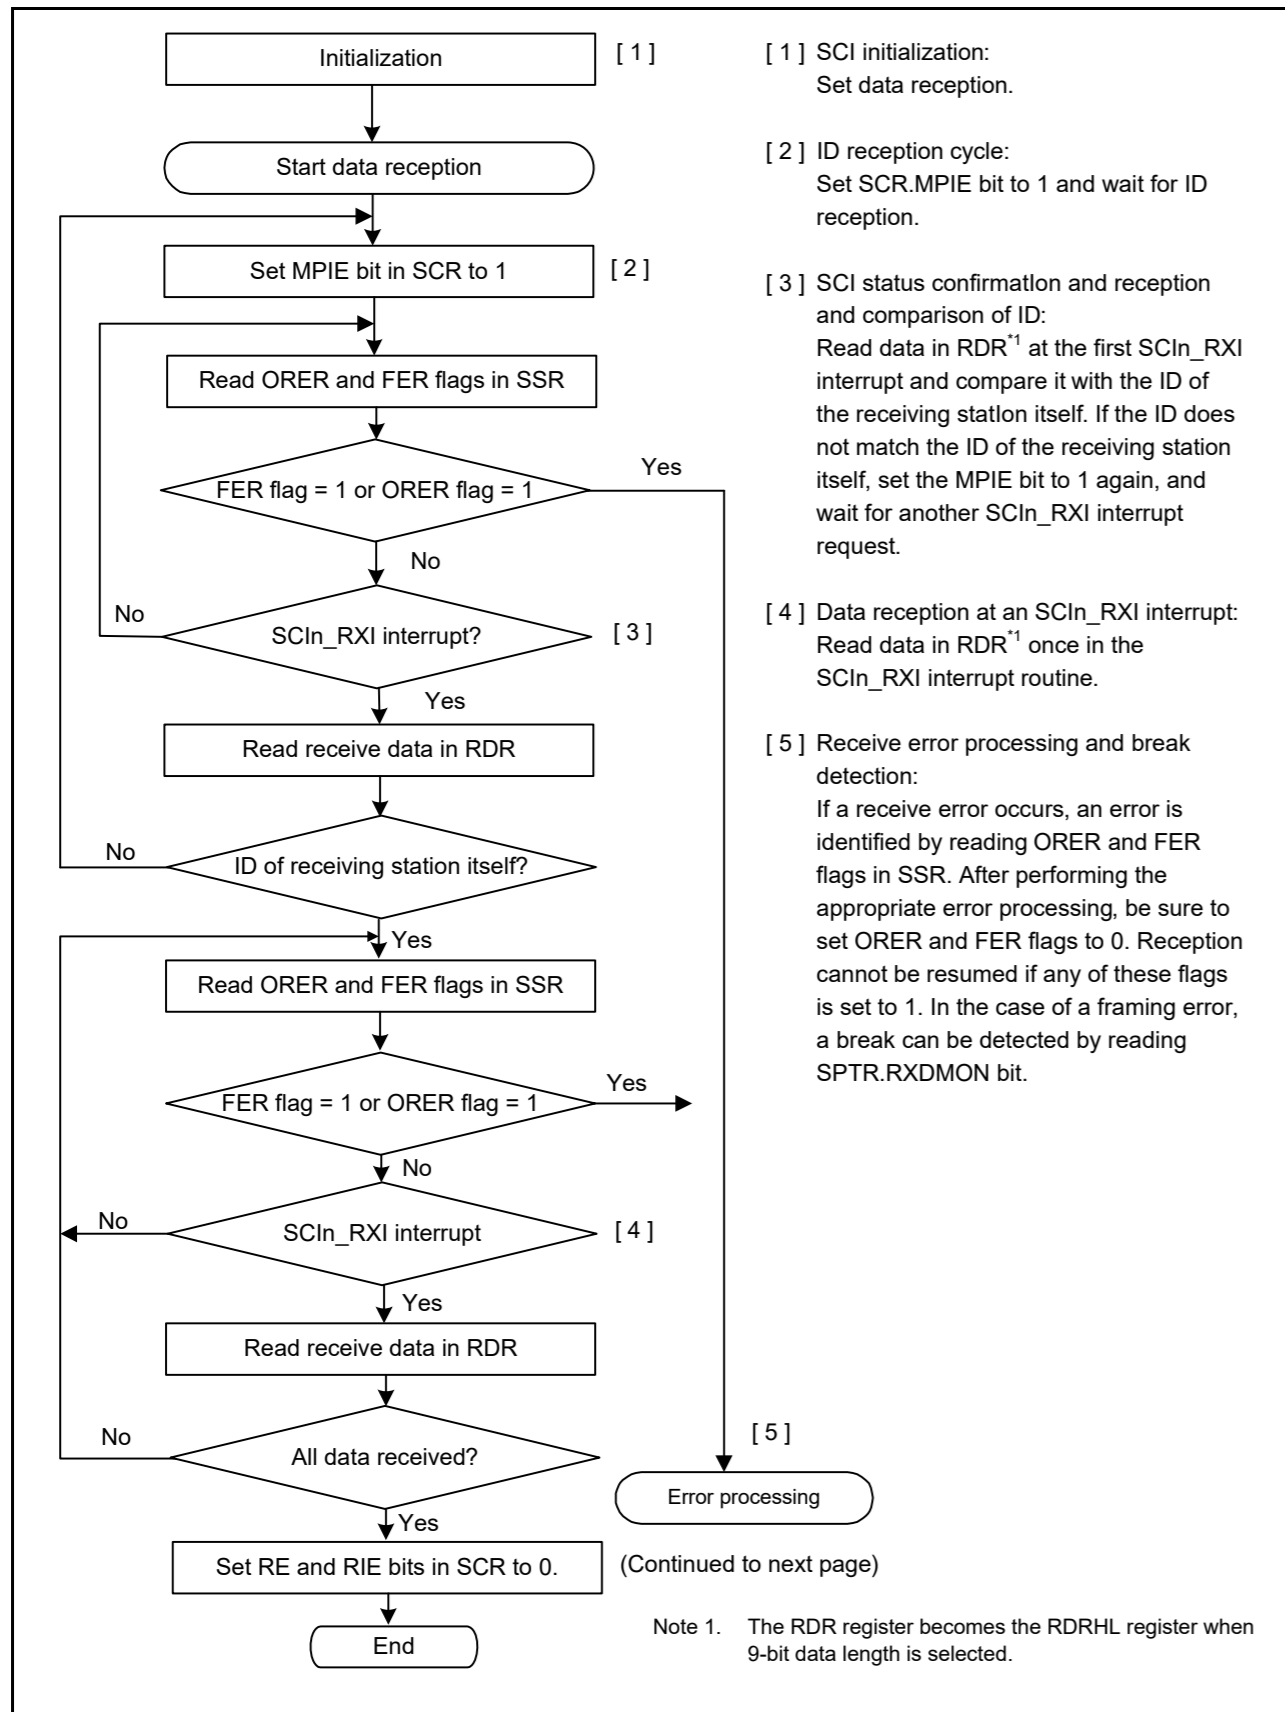 Initialization
[ 1 ]
Start data reception
Set MPIE bit in SCR to 1
[ 2 ]
Read ORER and FER flags in SSR
FER flag = 1 or ORER flag = 1
Yes
No
No
SCIn_RXI interrupt?
[ 3 ]
Yes
Read receive data in RDR
No
ID of receiving station itself?
Yes
Read ORER and FER flags in SSR
FER flag = 1 or ORER flag = 1
Yes
No
No
SCIn_RXI interrupt
[ 4 ]
Yes
Read receive data in RDR
No
All data received?
[ 5 ]
Error processing
Yes
Set RE and RIE bits in SCR to 0.
(Continued to next page)
End
[ 1 ] SCI initialization:
Set data reception.
[ 2 ] ID reception cycle:
Set SCR.MPIE bit to 1 and wait for ID
reception.
[ 3 ] SCI status confirmatIon and reception
and comparison of ID:
Read data in RDR*1 at the first SCIn_RXI
interrupt and compare it with the ID of
the receiving statIon itself. If the ID does
not match the ID of the receiving station
itself, set the MPIE bit to 1 again, and
wait for another SCIn_RXI interrupt
request.
[ 4 ] Data reception at an SCIn_RXI interrupt:
Read data in RDR*1 once in the
SCIn_RXI interrupt routine.
[ 5 ] Receive error processing and break
detection:
If a receive error occurs, an error is
identified by reading ORER and FER
flags in SSR. After performing the
appropriate error processing, be sure to
set ORER and FER flags to 0. Reception
cannot be resumed if any of these flags
is set to 1. In the case of a framing error,
a break can be detected by reading
SPTR.RXDMON bit.
Note 1. The RDR register becomes the RDRHL register when
9-bit data length is selected.